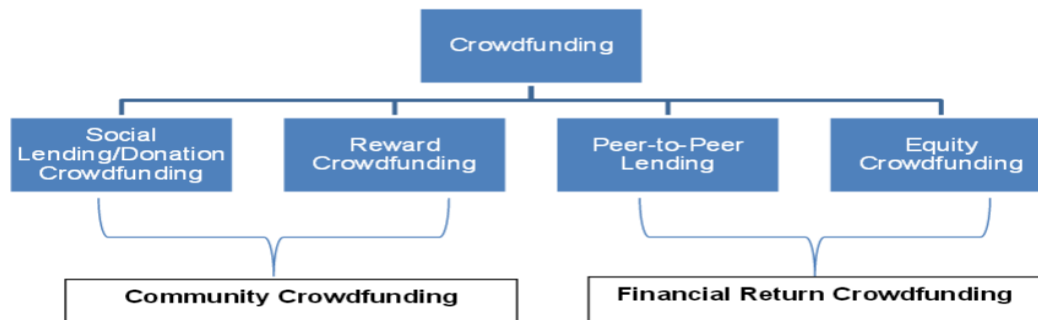 Crowdfunding
Social
Lending/Donation
Crowdfunding
Reward
Crowdfunding
Peer-to-Peer
Lending
Equity
Crowdfunding
Community Crowdfunding
Financial Return Crowdfunding